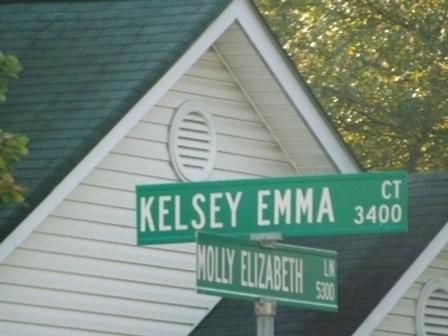 KELSEY EMMA CT 3400
MOLLY ELIZABETH LN 5300